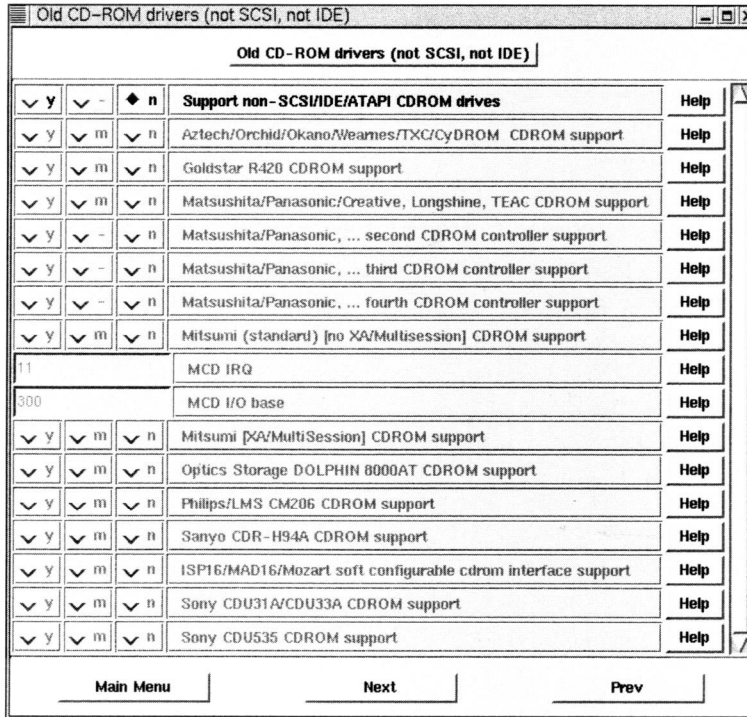 Old CD-ROM drivers (not SCSI, not IDE)
Old CD-ROM drivers (not SCSI, not IDE)
y - n Support non-SCSI/IDE/ATAPI CDROM drives Help
y m n Aztech/Orchid/Okano/Wearnes/TXC/CyDROM CDROM support Help
y m n Goldstar R420 CDROM support Help
y m n Matsushita/Panasonic/Creative, Longshine, TEAC CDROM support Help
y - n Matsushita/Panasonic, ... second CDROM controller support Help
y - n Matsushita/Panasonic, ... third CDROM controller support Help
y - n Matsushita/Panasonic, ... fourth CDROM controller support Help
y m n Mitsumi (standard) [no XA/Multisession] CDROM support Help
11 MCD IRQ Help
300 MCD I/O base Help
y m n Mitsumi [XA/MultiSession] CDROM support Help
y m n Optics Storage DOLPHIN 8000AT CDROM support Help
y m n Philips/LMS CM206 CDROM support Help
y m n Sanyo CDR-H94A CDROM support Help
y m n ISP16/MAD16/Mozart soft configurable cdrom interface support Help
y m n Sony CDU31A/CDU33A CDROM support Help
y m n Sony CDU535 CDROM support Help
Main Menu Next Prev